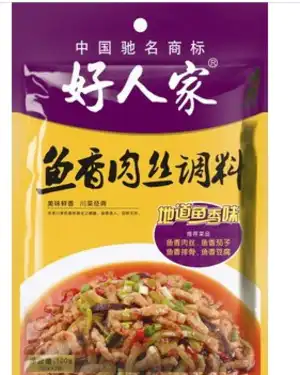 中国驰名商标
好人家®
鱼香肉丝调料
美味鲜香 川菜经典
地道鱼香味
推荐菜品
鱼香肉丝、鱼香茄子
鱼香排骨、鱼香豆腐